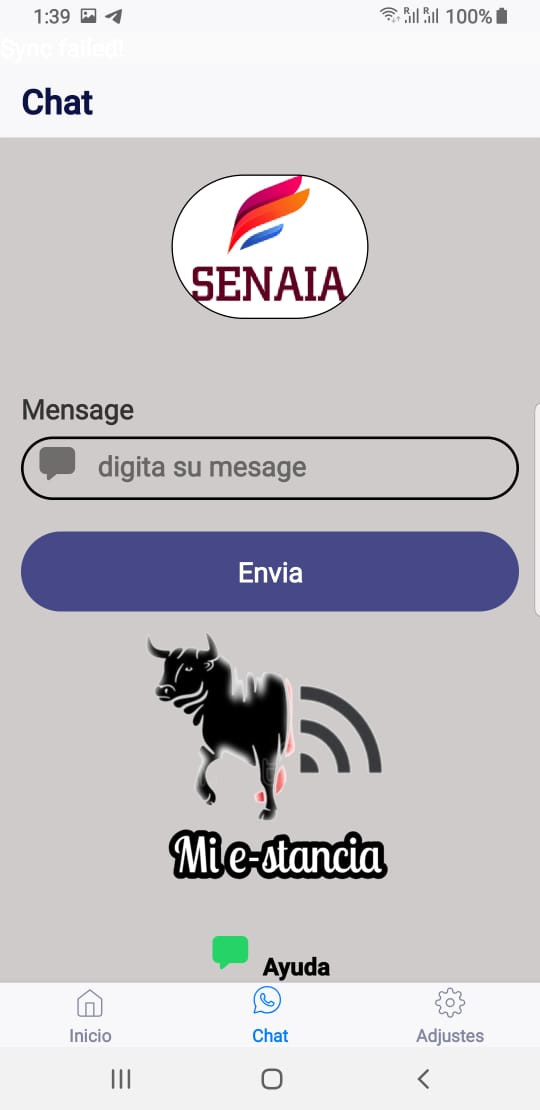 1:39 R R 100%
Sync failed!
Chat
SENAIA
Mensage
digita su mesage
Envia
Mi e-stancia
Ayuda
Inicio Chat Adjustes